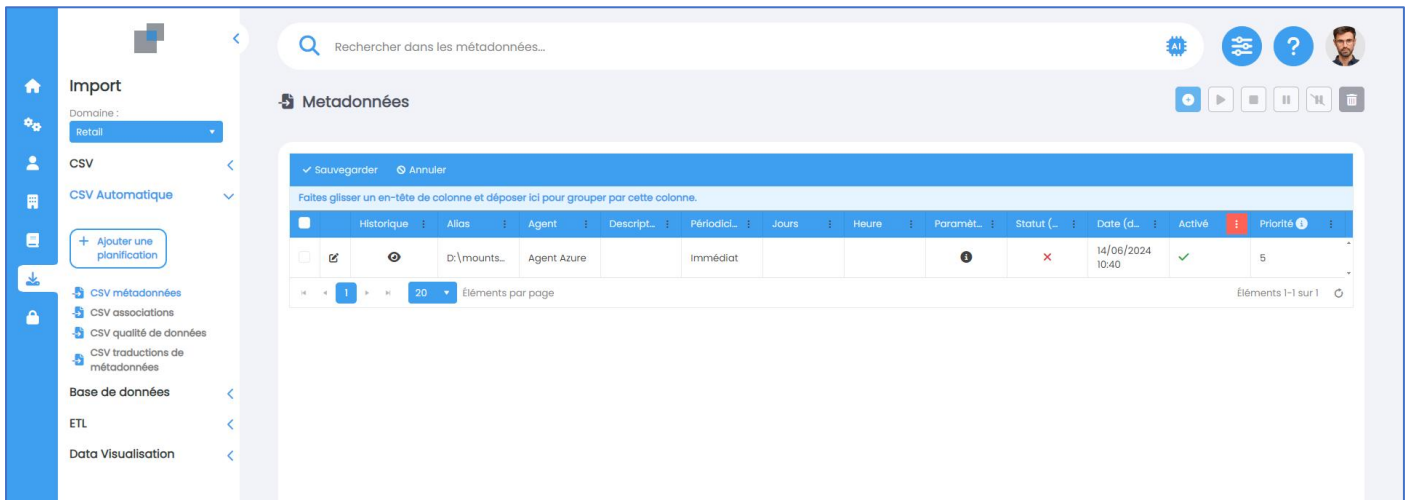 Rechercher dans les métadonnées...
AI
?
Import
Domaine :
Retail
CSV
CSV Automatique
+ Ajouter une
planification
CSV métadonnées
CSV associations
CSV qualité de données
CSV traductions de
métadonnées
Base de données
ETL
Data Visualisation
Metadonnées
Sauvegarder Annuler
Faites glisser un en-tête de colonne et déposer ici pour grouper par cette colonne.
Historique Alias Agent Descript... Périodici... Jours Heure Paramèt... Statut (... Date (d... Activé Priorité
D:\mounts... Agent Azure Immédiat 14/06/2024 5
10:40
1 20 Éléments par page Éléments 1-1 sur 1